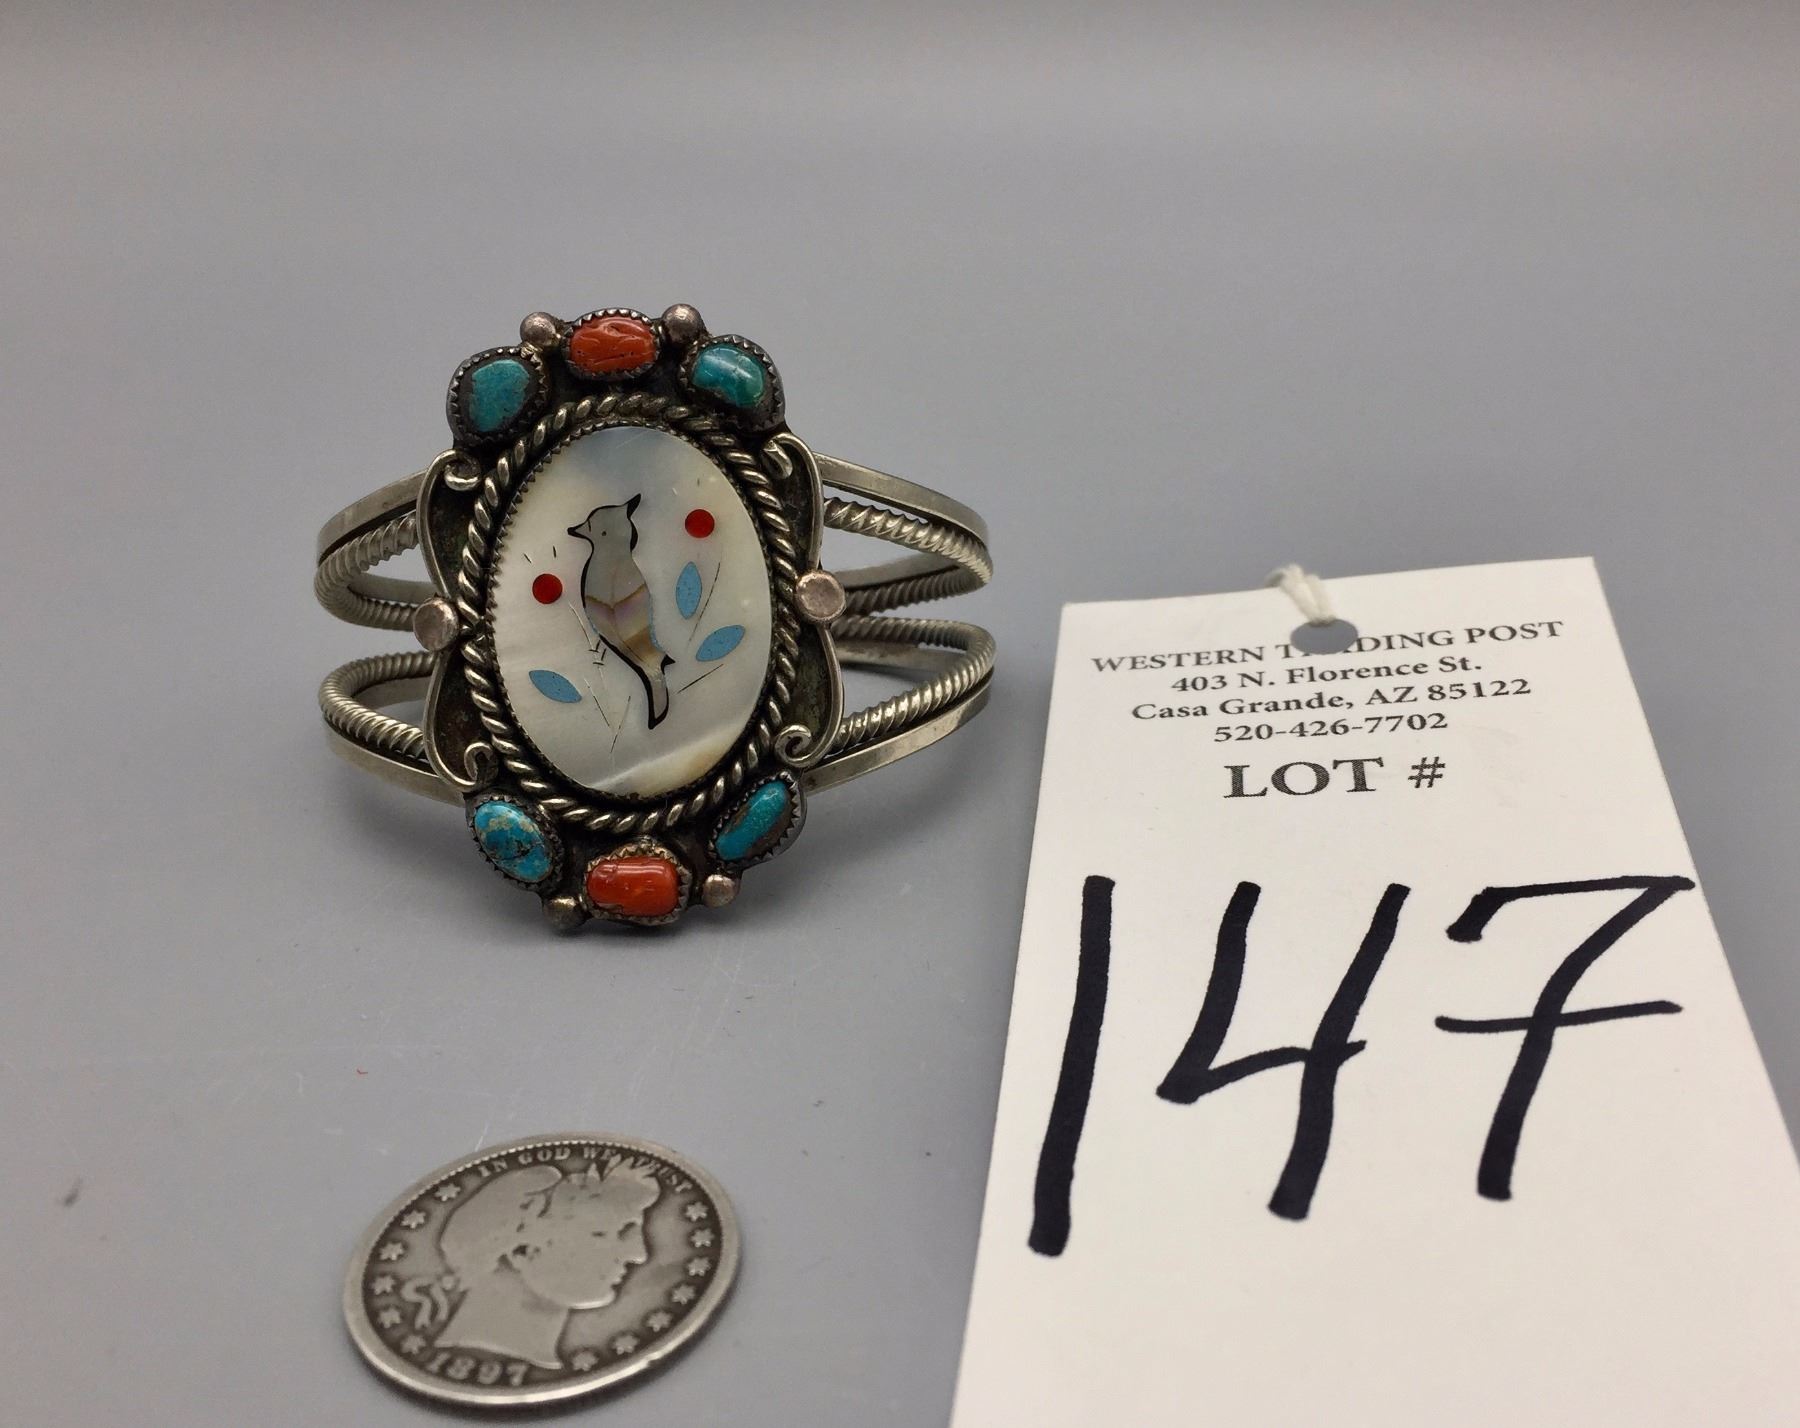 WESTERN TRADING POST
403 N. Florence St.
Casa Grande, AZ 85122
520-426-7702
LOT #
147
IN GOD WE TRUST
1897